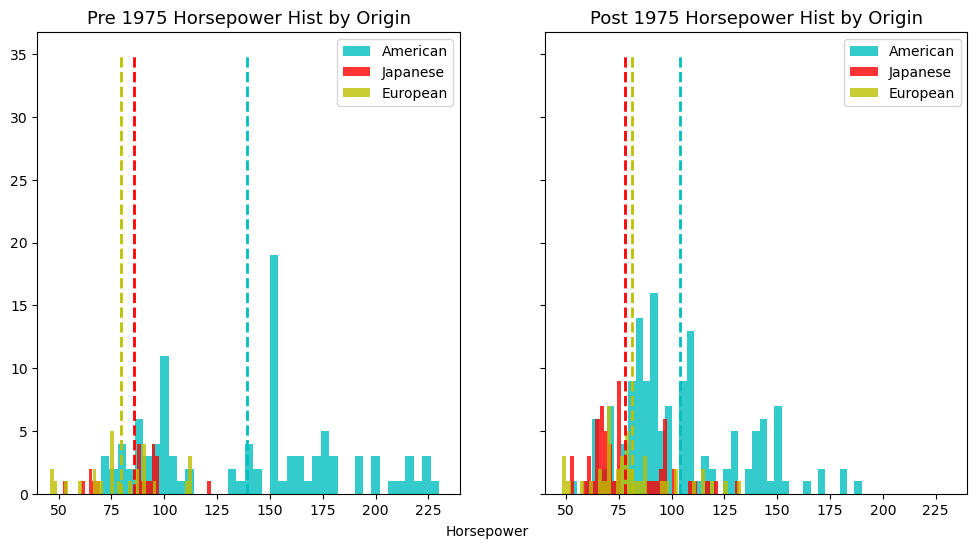 Pre 1975 Horsepower Hist by Origin
American
Japanese
European
35
30
25
20
15
10
5
0
50 75 100 125 150 175 200 225
Post 1975 Horsepower Hist by Origin
American
Japanese
European
50 75 100 125 150 175 200 225
Horsepower